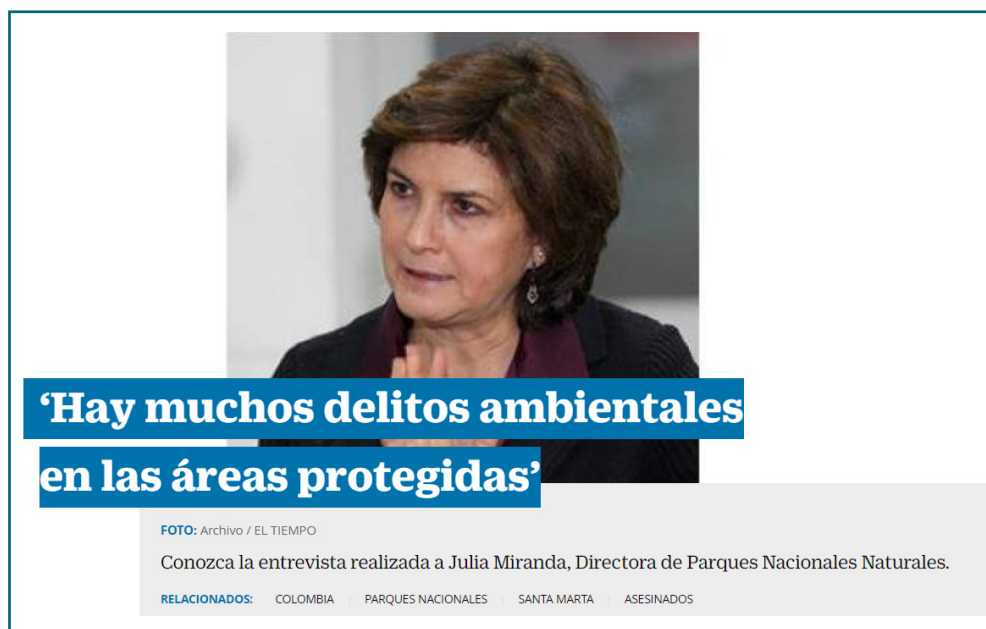 ‘Hay muchos delitos ambientales
en las áreas protegidas’
FOTO: Archivo / EL TIEMPO
Conozca la entrevista realizada a Julia Miranda, Directora de Parques Nacionales Naturales.
RELACIONADOS: COLOMBIA PARQUES NACIONALES SANTA MARTA ASESINADOS